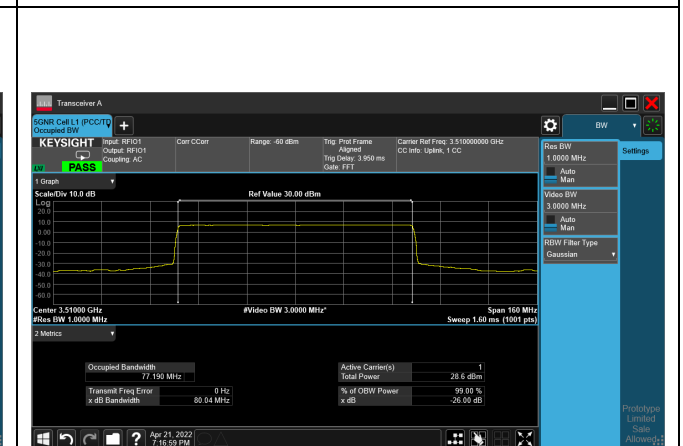 Transceiver A
5GNR Cell L1 (PCC/TD
Occupied BW
BW
KEYSIGHT
Input: RFIO1
Output: RFIO1
Coupling: AC
Corr CCorr
Range: -60 dBm
Trig: Prot Frame
Aligned
Trig Delay: 3.950 ms
Gate: FFT
Carrier Ref Freq: 3.510000000 GHz
CC Info: Uplink, 1 CC
PASS
Res BW
1.0000 MHz
Auto
Man
Settings
Video BW
3.0000 MHz
Auto
Man
RBW Filter Type
Gaussian
1 Graph
Scale/Div 10.0 dB
Ref Value 30.00 dBm
Log
20.0
10.0
0.00
-10.0
-20.0
-30.0
-40.0
-50.0
-60.0
Center 3.51000 GHz
#Video BW 3.0000 MHz*
Span 160 MHz
#Res BW 1.0000 MHz
Sweep 1.60 ms (1001 pts)
2 Metrics
Occupied Bandwidth
77.190 MHz
Active Carrier(s) 1
Total Power 28.6 dBm
Transmit Freq Error 0 Hz
x dB Bandwidth 80.04 MHz
% of OBW Power 99.00 %
x dB -26.00 dB
Prototype
Limited
Sale
Allowed
Apr 21, 2022
7:16:59 PM